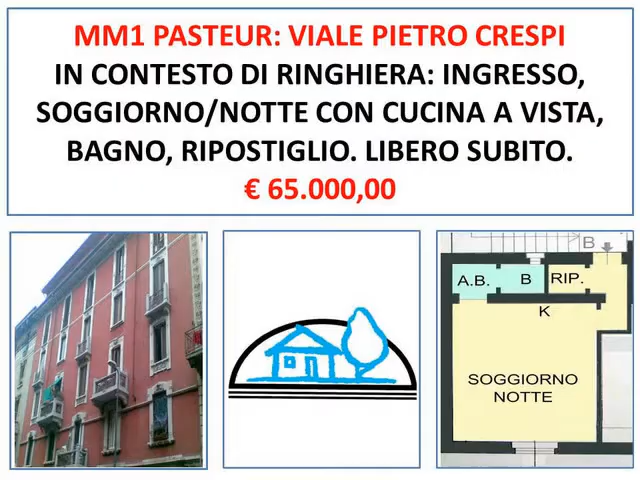 MM1 PASTEUR: VIALE PIETRO CRESPI
IN CONTESTO DI RINGHIERA: INGRESSO,
SOGGIORNO/NOTTE CON CUCINA A VISTA,
BAGNO, RIPOSTIGLIO. LIBERO SUBITO.
€ 65.000,00
B
A.B. B RIP.
K
SOGGIORNO
NOTTE